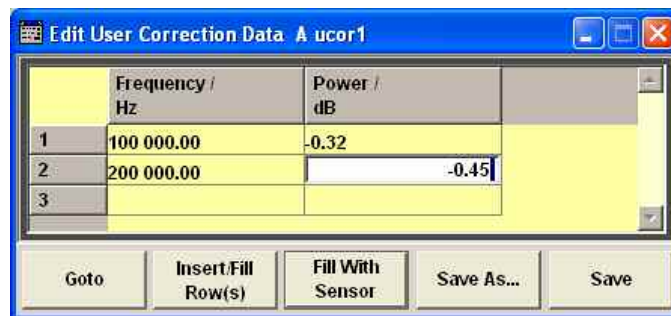 Edit User Correction Data A ucor1
Frequency / Power /
Hz dB
1 100 000.00 -0.32
2 200 000.00 -0.45
3
Goto Insert/Fill Row(s) Fill With Sensor Save As... Save